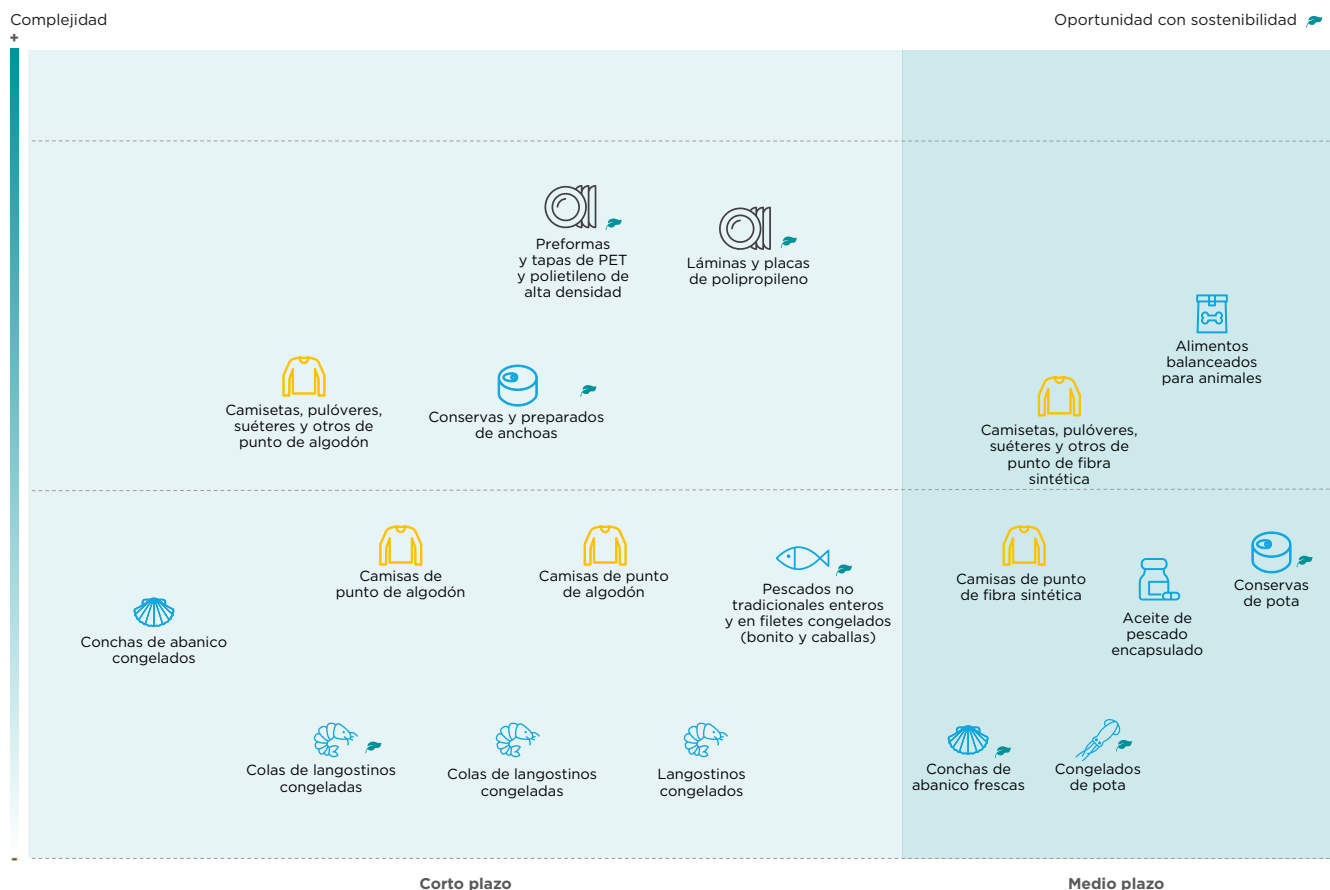 Complejidad
Oportunidad con sostenibilidad
+
Preformas
y tapas de PET
y polietileno de
alta densidad
Láminas y placas
de polipropileno
Alimentos
balanceados
para animales
Camisetas, pulóveres,
suéteres y otros de
punto de algodón
Conservas y preparados
de anchoas
Camisetas, pulóveres,
suéteres y otros de
punto de fibra
sintética
Camisas de
punto de algodón
Camisas de punto
de algodón
Pescados no
tradicionales enteros
y en filetes congelados
(bonito y caballas)
Camisas de punto
de fibra sintética
Aceite de
pescado
encapsulado
Conservas
de pota
Conchas de abanico
congelados
Colas de langostinos
congeladas
Colas de langostinos
congeladas
Langostinos
congelados
Conchas de
abanico frescas
Congelados
de pota
-
Corto plazo
Medio plazo